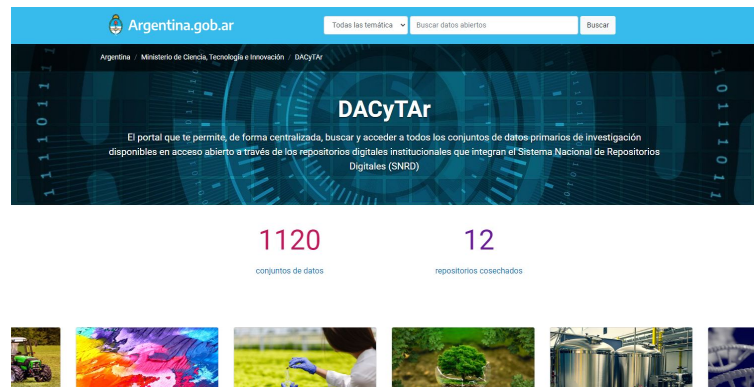 Argentina.gob.ar
Todas las temática
Buscar datos abiertos
Buscar
Argentina / Ministerio de Ciencia, Tecnología e Innovación / DACyTAr
DACyTAr
El portal que te permite, de forma centralizada, buscar y acceder a todos los conjuntos de datos primarios de investigación
disponibles en acceso abierto a través de los repositorios digitales institucionales que integran el Sistema Nacional de Repositorios
Digitales (SNRD)
1120
12
conjuntos de datos
repositorios cosechados